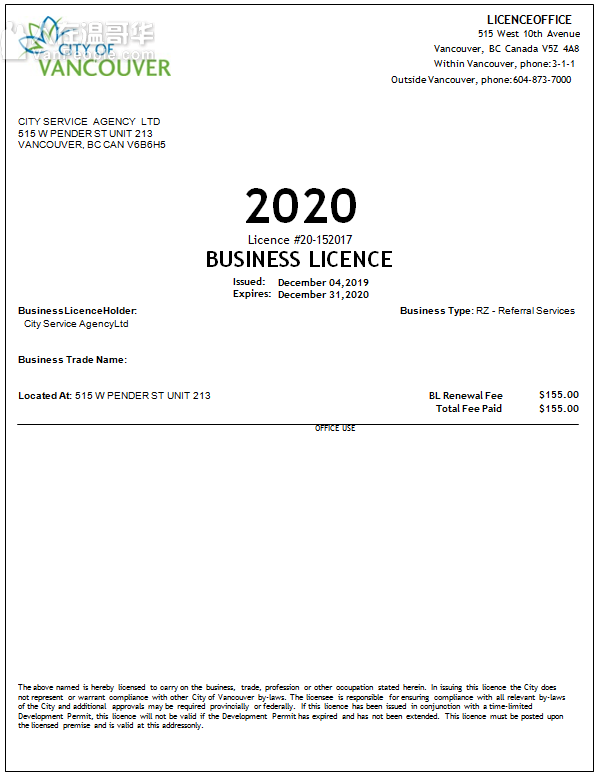 在温哥华
VanPeople.com
CITY OF
VANCOUVER
LICENCEOFFICE
515 West 10th Avenue
Vancouver, BC Canada V5Z 4A8
Within Vancouver, phone:3-1-1
Outside Vancouver, phone:604-873-7000
CITY SERVICE AGENCY LTD
515 W PENDER ST UNIT 213
VANCOUVER, BC CAN V6B6H5
2020
Licence #20-152017
BUSINESS LICENCE
Issued: December 04,2019
Expires: December 31,2020
BusinessLicenceHolder: Business Type: RZ - Referral Services
City Service AgencyLtd
Business Trade Name:
Located At: 515 W PENDER ST UNIT 213 BL Renewal Fee $155.00
Total Fee Paid $155.00
OFFICE USE
The above named is hereby licensed to carry on the business, trade, profession or other occupation stated herein. In issuing this licence the City does
not represent or warrant compliance with other City of Vancouver by-laws. The licensee is responsible for ensuring compliance with all relevant by-laws
of the City and additional approvals may be required provincially or federally. If this licence has been issued in conjunction with a time-limited
Development Permit, this licence will not be valid if the Development Permit has expired and has not been extended. This licence must be posted upon
the licensed premise and is valid at this addressonly.